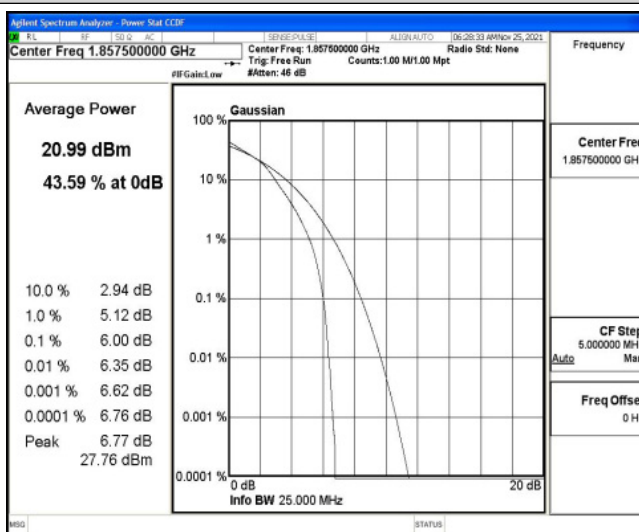 Agilent Spectrum Analyzer - Power Stat CCDF
RL RF 50 Ω AC SENSE:PULSE ALIGNAUTO 06:28:33 AM Nov 25, 2021
Center Freq 1.857500000 GHz
Center Freq: 1.857500000 GHz Radio Std: None
Trig: Free Run Counts:1.00 M/1.00 Mpt
#IFGain:Low #Atten: 46 dB
Frequency
Average Power
20.99 dBm
43.59 % at 0dB
10.0 % 2.94 dB
1.0 % 5.12 dB
0.1 % 6.00 dB
0.01 % 6.35 dB
0.001 % 6.62 dB
0.0001 % 6.76 dB
Peak 6.77 dB
27.76 dBm
Gaussian
100 %
10 %
1 %
0.1 %
0.01 %
0.001 %
0.0001 %
0 dB 20 dB
Info BW 25.000 MHz
Center Fre
1.857500000 GH
CF Step
5.000000 MH
Auto Ma
Freq Offse
0 H
MSG STATUS